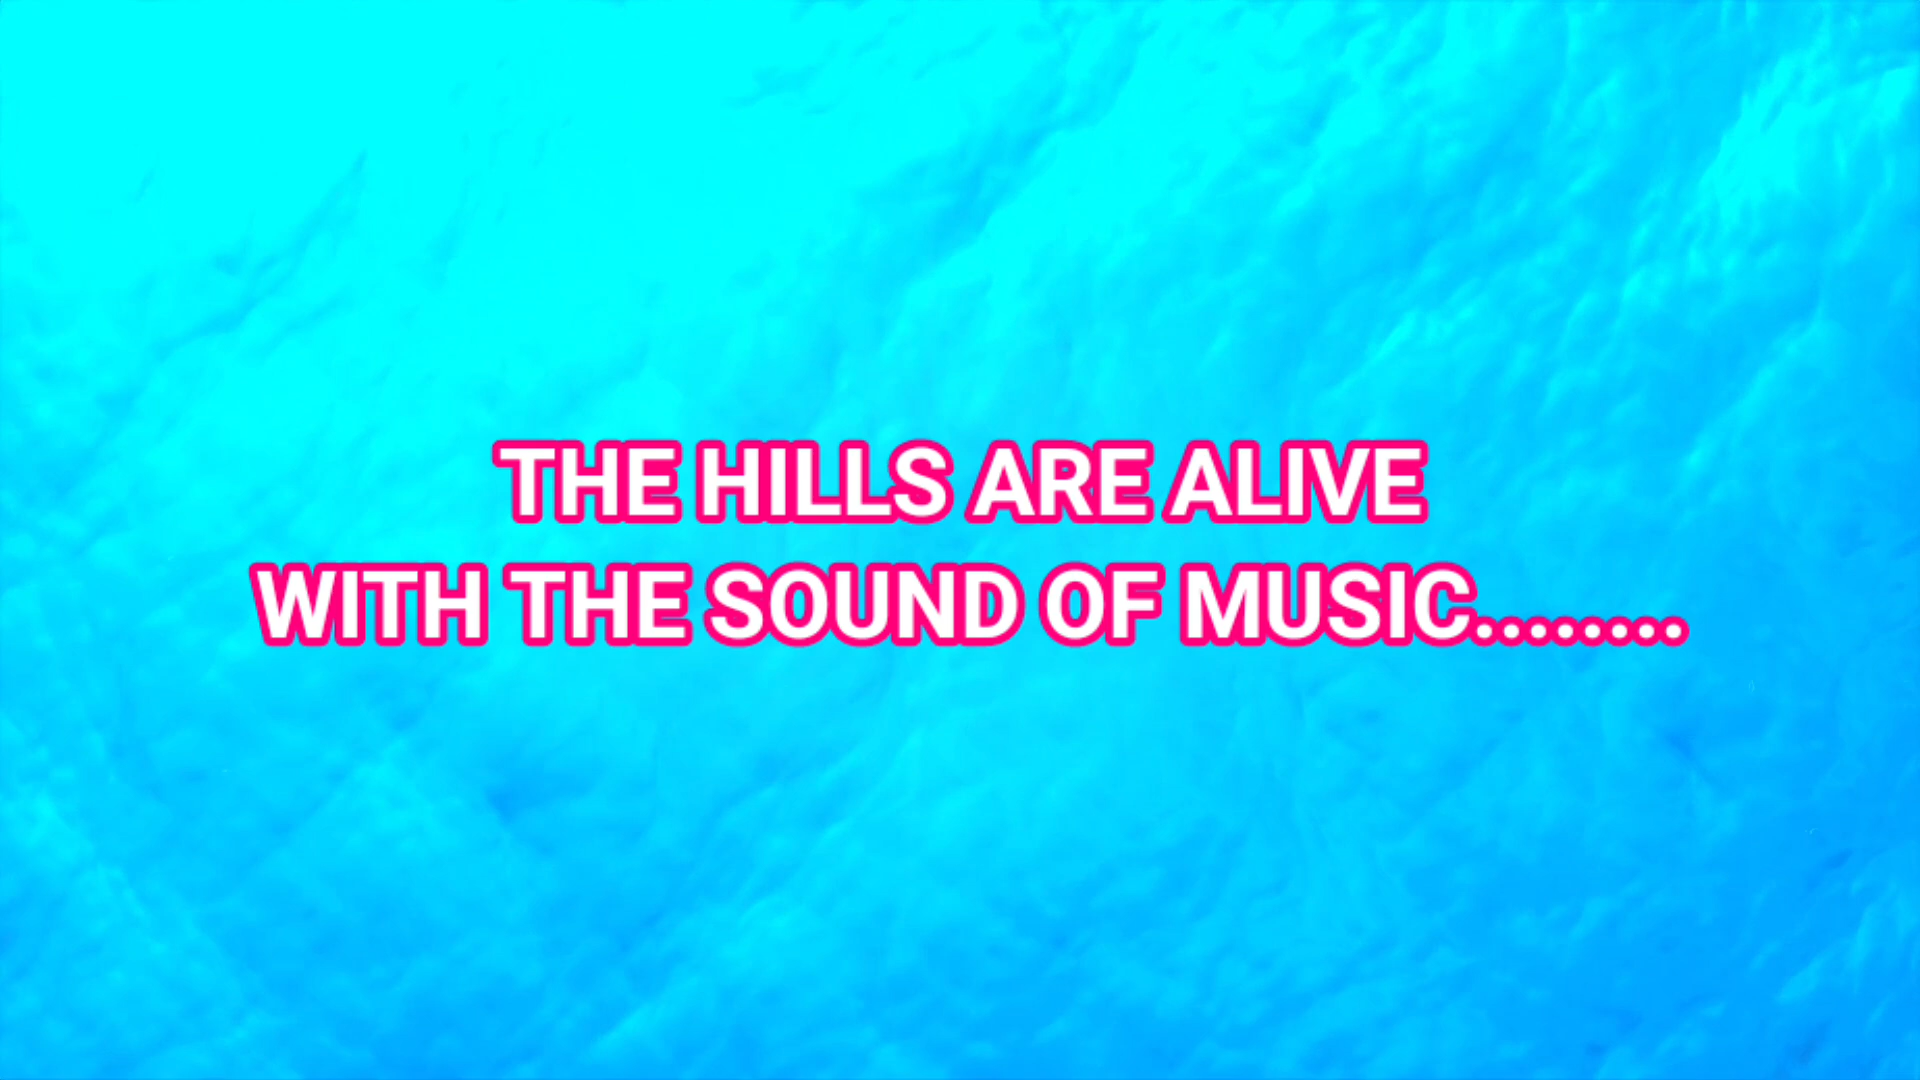 THE HILLS ARE ALIVE
WITH THE SOUND OF MUSIC........